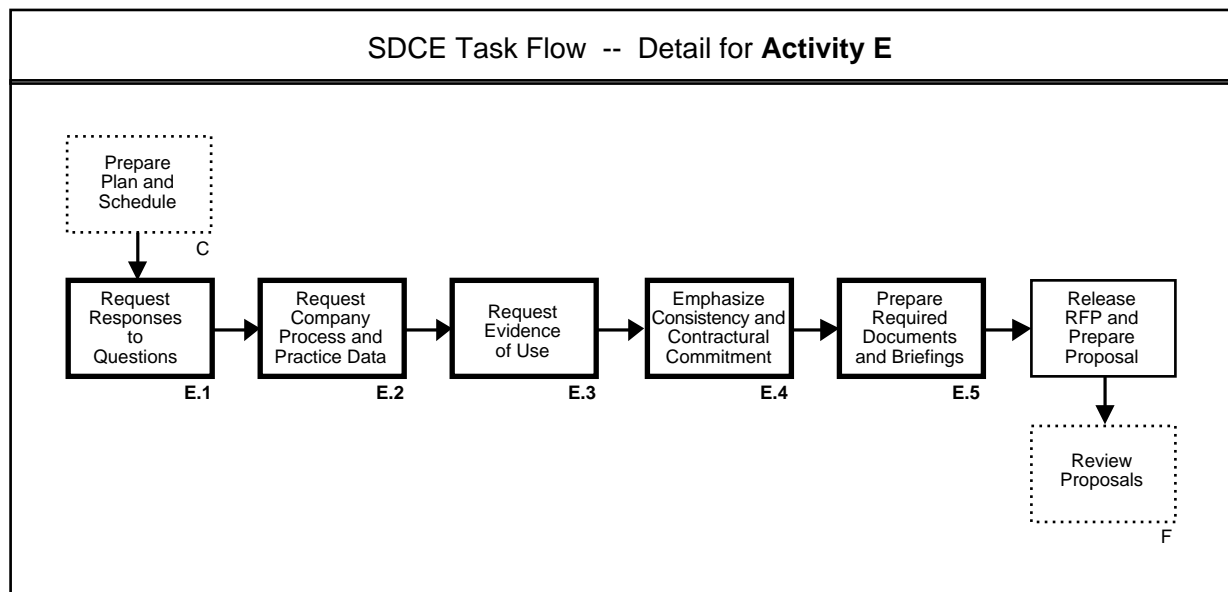 SDCE Task Flow -- Detail for Activity E
Prepare
Plan and
Schedule
C
Request
Responses
to
Questions
E.1
Request
Company
Process and
Practice Data
E.2
Request
Evidence
of Use
E.3
Emphasize
Consistency and
Contractural
Commitment
E.4
Prepare
Required
Documents
and Briefings
E.5
Release
RFP and
Prepare
Proposal
Review
Proposals
F